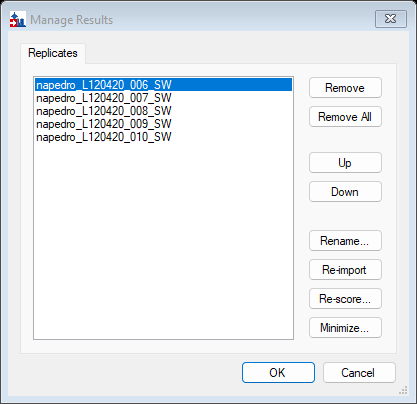 Manage Results
Replicates
napedro_L120420_006_SW
napedro_L120420_007_SW
napedro_L120420_008_SW
napedro_L120420_009_SW
napedro_L120420_010_SW
Remove
Remove All
Up
Down
Rename...
Re-import
Re-score...
Minimize...
OK
Cancel